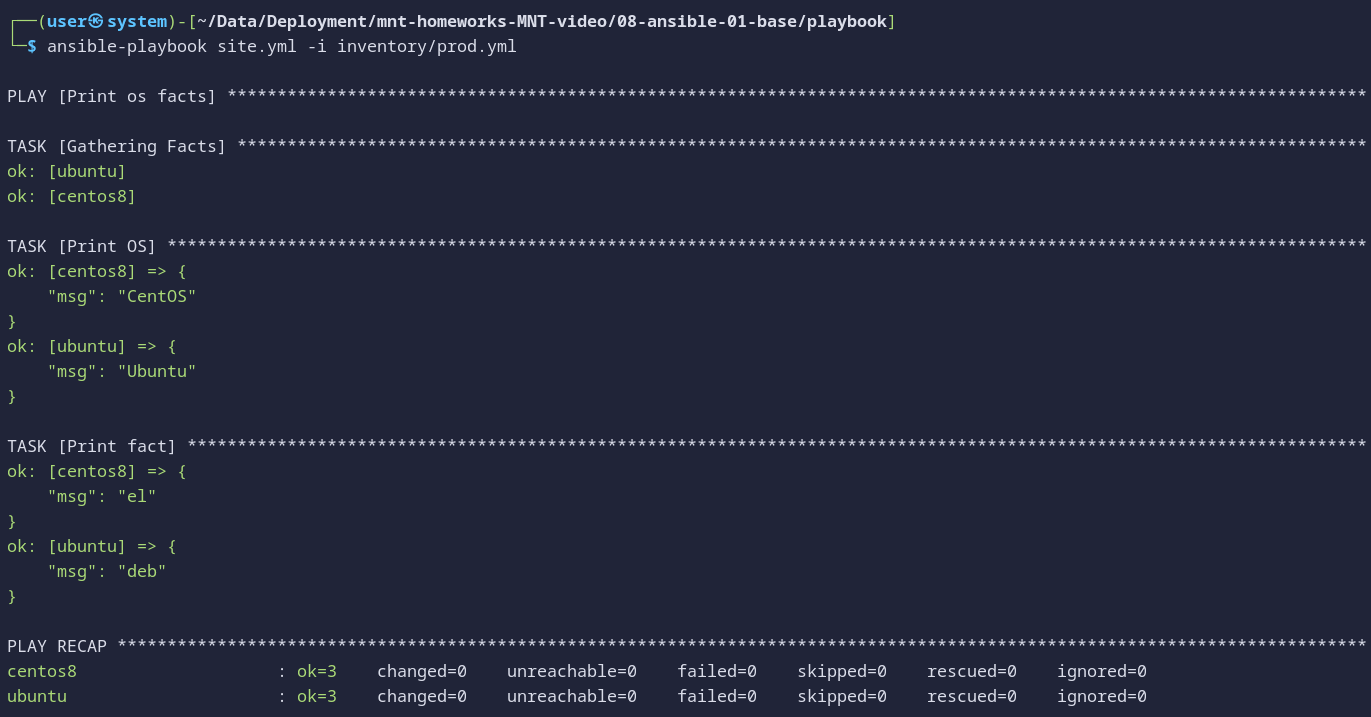 ┌──(user㉿system)-[~/Data/Deployment/mnt-homeworks-MNT-video/08-ansible-01-base/playbook]
└─$ ansible-playbook site.yml -i inventory/prod.yml
PLAY [Print os facts] ******************************************************************************************************************
TASK [Gathering Facts] *****************************************************************************************************************
ok: [ubuntu]
ok: [centos8]
TASK [Print OS] ************************************************************************************************************************
ok: [centos8] => {
    "msg": "CentOS"
}
ok: [ubuntu] => {
    "msg": "Ubuntu"
}
TASK [Print fact] **********************************************************************************************************************
ok: [centos8] => {
    "msg": "el"
}
ok: [ubuntu] => {
    "msg": "deb"
}
PLAY RECAP *****************************************************************************************************************************
centos8                    : ok=3    changed=0    unreachable=0    failed=0    skipped=0    rescued=0    ignored=0
ubuntu                     : ok=3    changed=0    unreachable=0    failed=0    skipped=0    rescued=0    ignored=0